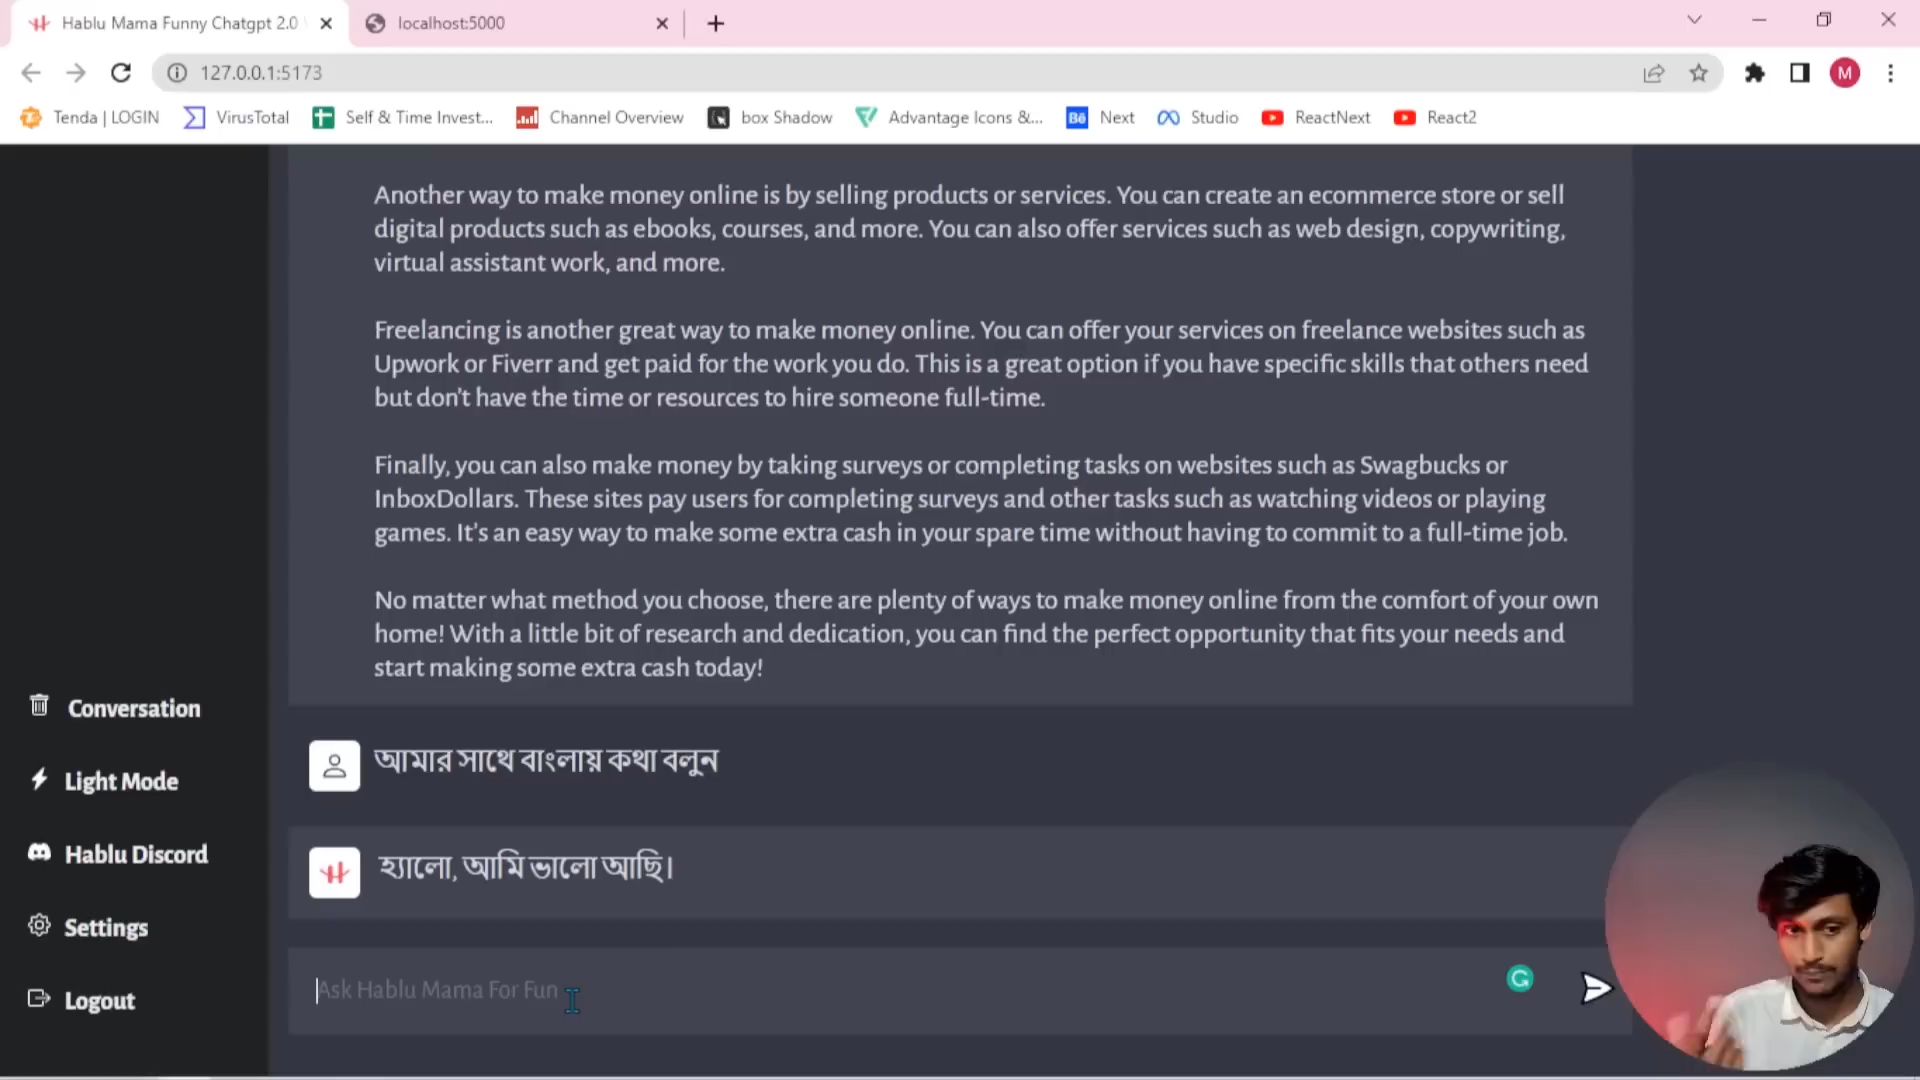 Hablu Mama Funny Chatgpt 2.0
localhost:5000
127.0.0.1:5173
M
Tenda | LOGIN
VirusTotal
Self & Time Invest...
Channel Overview
box Shadow
Advantage Icons &...
Bē
Next
Studio
ReactNext
React2
Another way to make money online is by selling products or services. You can create an ecommerce store or sell
digital products such as ebooks, courses, and more. You can also offer services such as web design, copywriting,
virtual assistant work, and more.
Freelancing is another great way to make money online. You can offer your services on freelance websites such as
Upwork or Fiverr and get paid for the work you do. This is a great option if you have specific skills that others need
but don't have the time or resources to hire someone full-time.
Finally, you can also make money by taking surveys or completing tasks on websites such as Swagbucks or
InboxDollars. These sites pay users for completing surveys and other tasks such as watching videos or playing
games. It's an easy way to make some extra cash in your spare time without having to commit to a full-time job.
No matter what method you choose, there are plenty of ways to make money online from the comfort of your own
home! With a little bit of research and dedication, you can find the perfect opportunity that fits your needs and
start making some extra cash today!
Conversation
Light Mode
Hablu Discord
Settings
Logout
আমার সাথে বাংলায় কথা বলুন
হ্যালো, আমি ভালো আছি।
Ask Hablu Mama For Fun